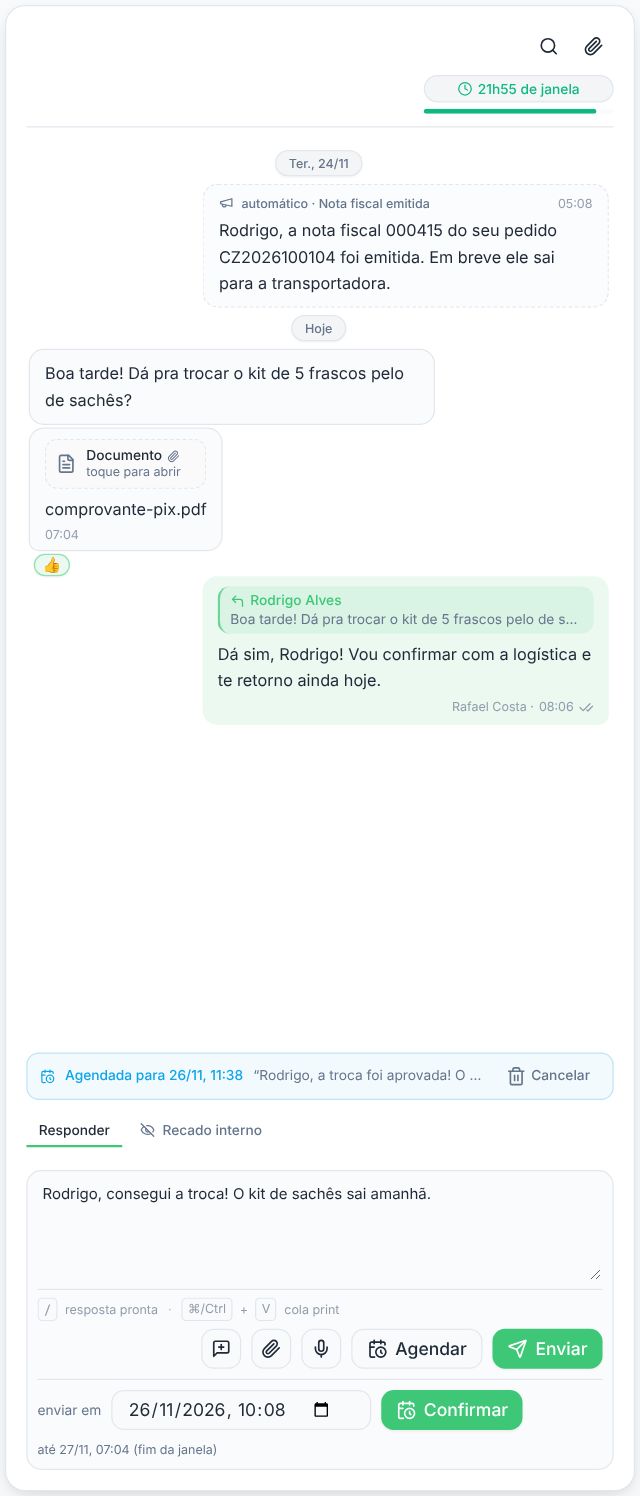 21h55 de janela
Ter., 24/11
automático · Nota fiscal emitida 05:08
Rodrigo, a nota fiscal 000415 do seu pedido
CZ2026100104 foi emitida. Em breve ele sai
para a transportadora.
Hoje
Boa tarde! Dá pra trocar o kit de 5 frascos pelo
de sachês?
Documento
toque para abrir
comprovante-pix.pdf
07:04
Rodrigo Alves
Boa tarde! Dá pra trocar o kit de 5 frascos pelo de s...
Dá sim, Rodrigo! Vou confirmar com a logística e
te retorno ainda hoje.
Rafael Costa · 08:06
Agendada para 26/11, 11:38 “Rodrigo, a troca foi aprovada! O ... Cancelar
Responder Recado interno
Rodrigo, consegui a troca! O kit de sachês sai amanhã.
/ resposta pronta · ⌘/Ctrl + V cola print
Agendar Enviar
enviar em 26/11/2026, 10:08 Confirmar
até 27/11, 07:04 (fim da janela)